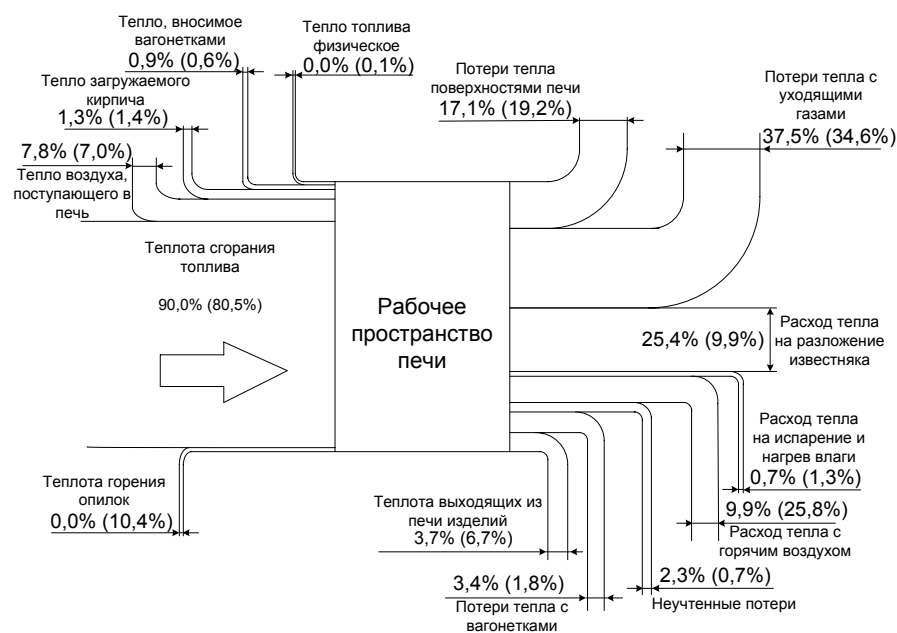 Тепло, вносимое
вагонетками
0,9% (0,6%)
Тепло топлива
физическое
0,0% (0,1%)
Тепло загружаемого
кирпича
1,3% (1,4%)
7,8% (7,0%)
Тепло воздуха,
поступающего в
печь
Потери тепла
поверхностями печи
17,1% (19,2%)
Потери тепла с
уходящими
газами
37,5% (34,6%)
Теплота сгорания
топлива
90,0% (80,5%)
Рабочее
пространство
печи
25,4% (9,9%)
Расход тепла
на разложение
известняка
Расход тепла
на испарение и
нагрев влаги
0,7% (1,3%)
9,9% (25,8%)
Расход тепла с
горячим воздухом
Теплота горения
опилок
0,0% (10,4%)
Теплота выходящих из
печи изделий
3,7% (6,7%)
3,4% (1,8%)
Потери тепла с
вагонетками
2,3% (0,7%)
Неучтенные потери